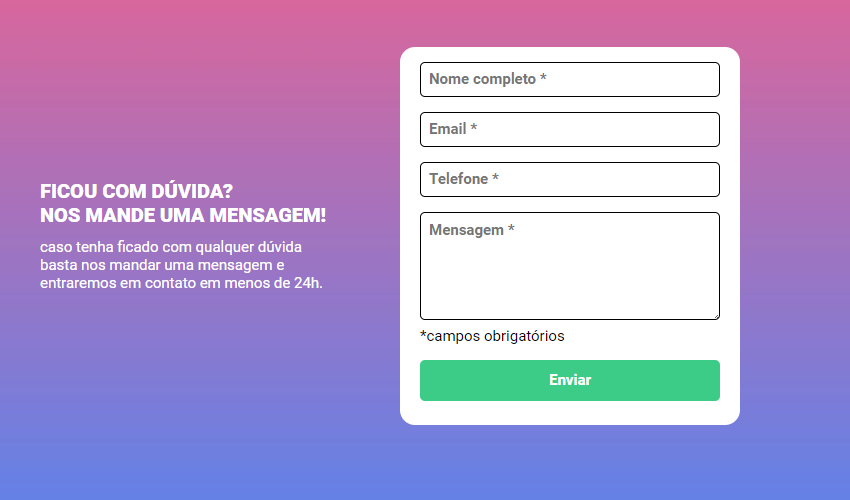 FICOU COM DÚVIDA?
NOS MANDE UMA MENSAGEM!
caso tenha ficado com qualquer dúvida
basta nos mandar uma mensagem e
entraremos em contato em menos de 24h.
Nome completo *
Email *
Telefone *
Mensagem *
*campos obrigatórios
Enviar